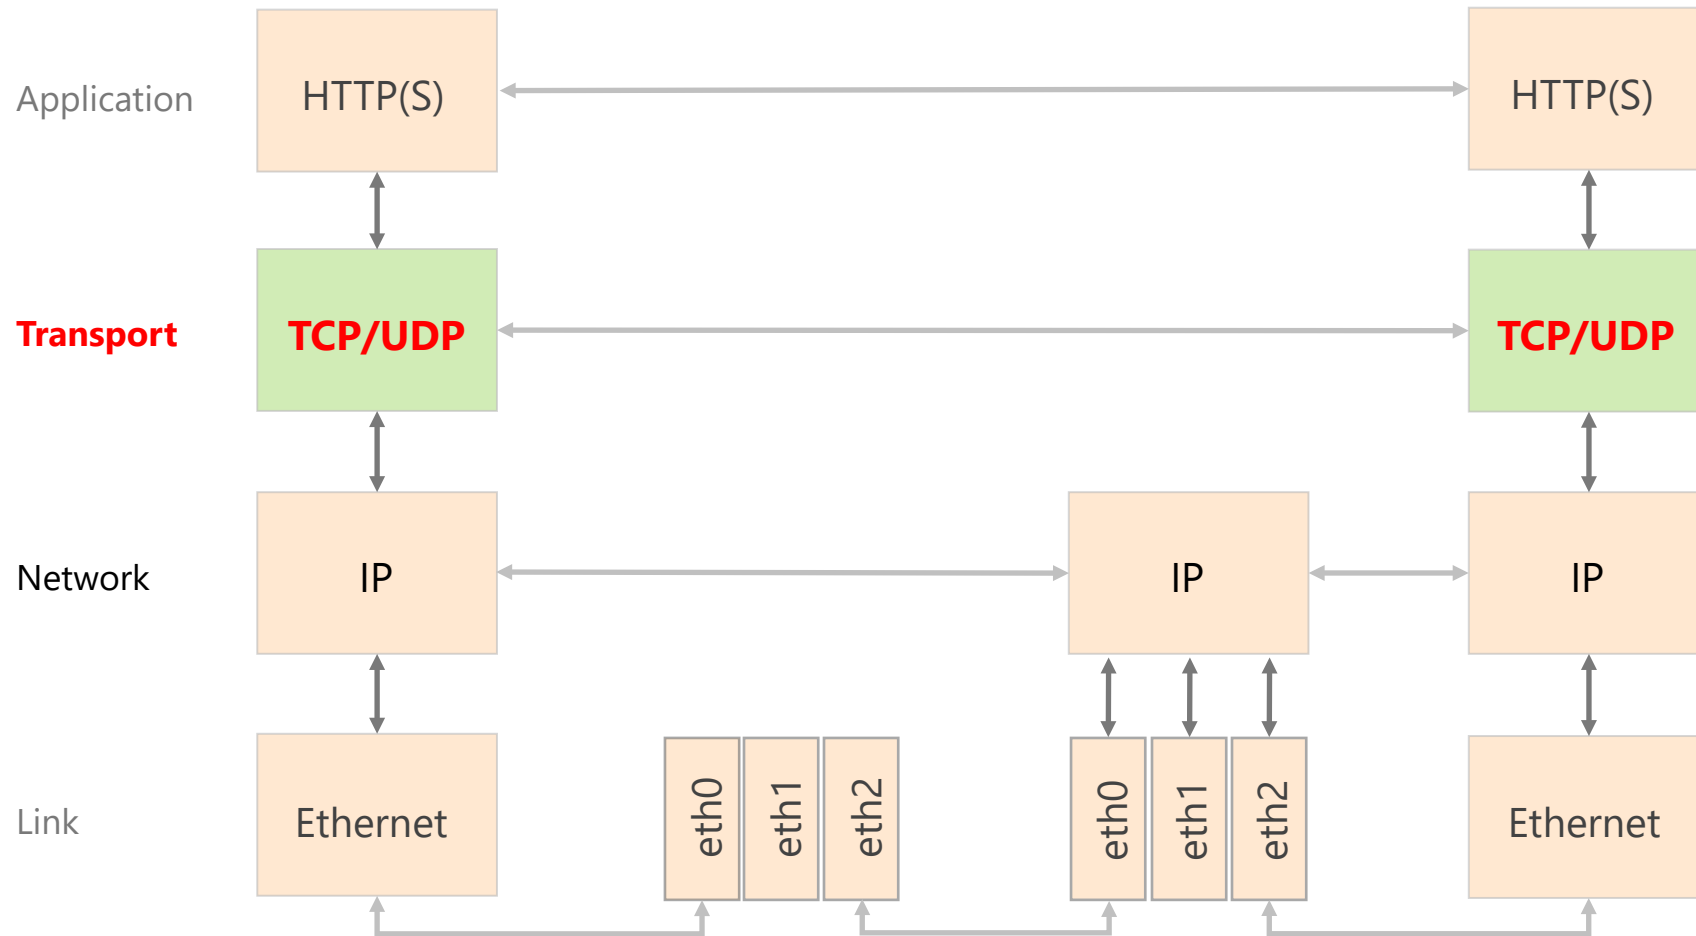 Application
HTTP(S)
HTTP(S)
Transport
TCP/UDP
TCP/UDP
Network
IP
IP
IP
Link
Ethernet
eth0
eth1
eth2
eth0
eth1
eth2
Ethernet